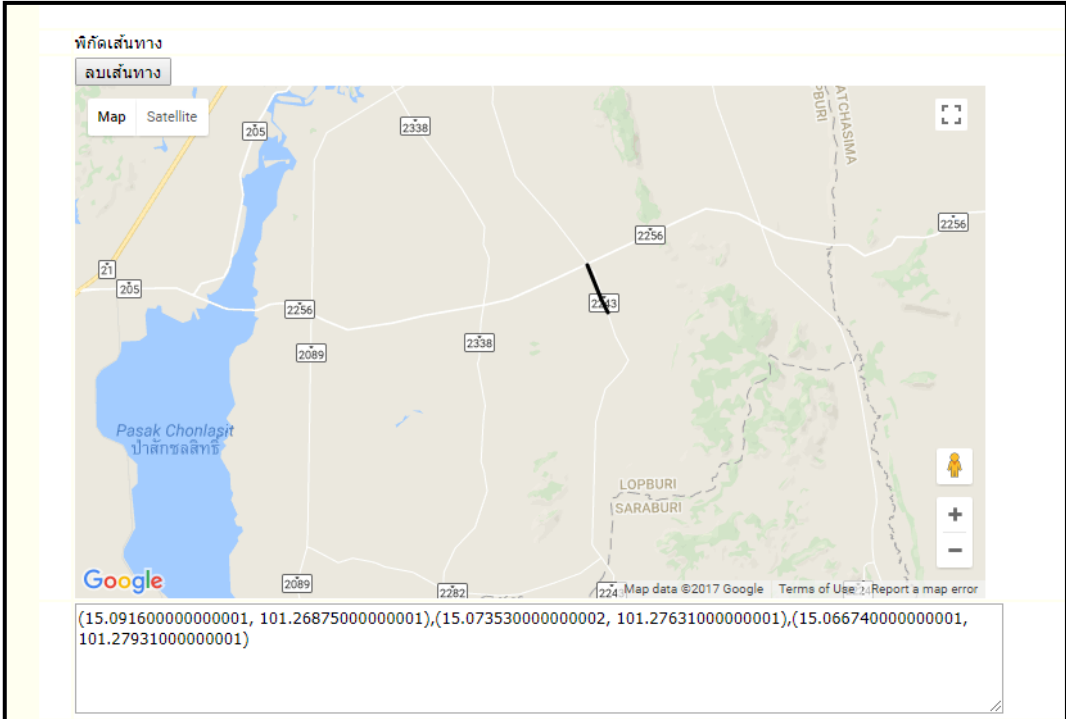 พิกัดเส้นทาง
ลบเส้นทาง
Map Satellite
205
2338
LOPBURI
2256
2256
21
205
2256
2243
2338
2089
Pasak Chonlasit
ป่าสักชลสิทธิ์
LOPBURI
SARABURI
+
−
Google
2089
2282
Map data ©2017 Google Terms of Use Report a map error
(15.091600000000001, 101.26875000000001),(15.073530000000002, 101.27631000000001),(15.066740000000001,
101.27931000000001)